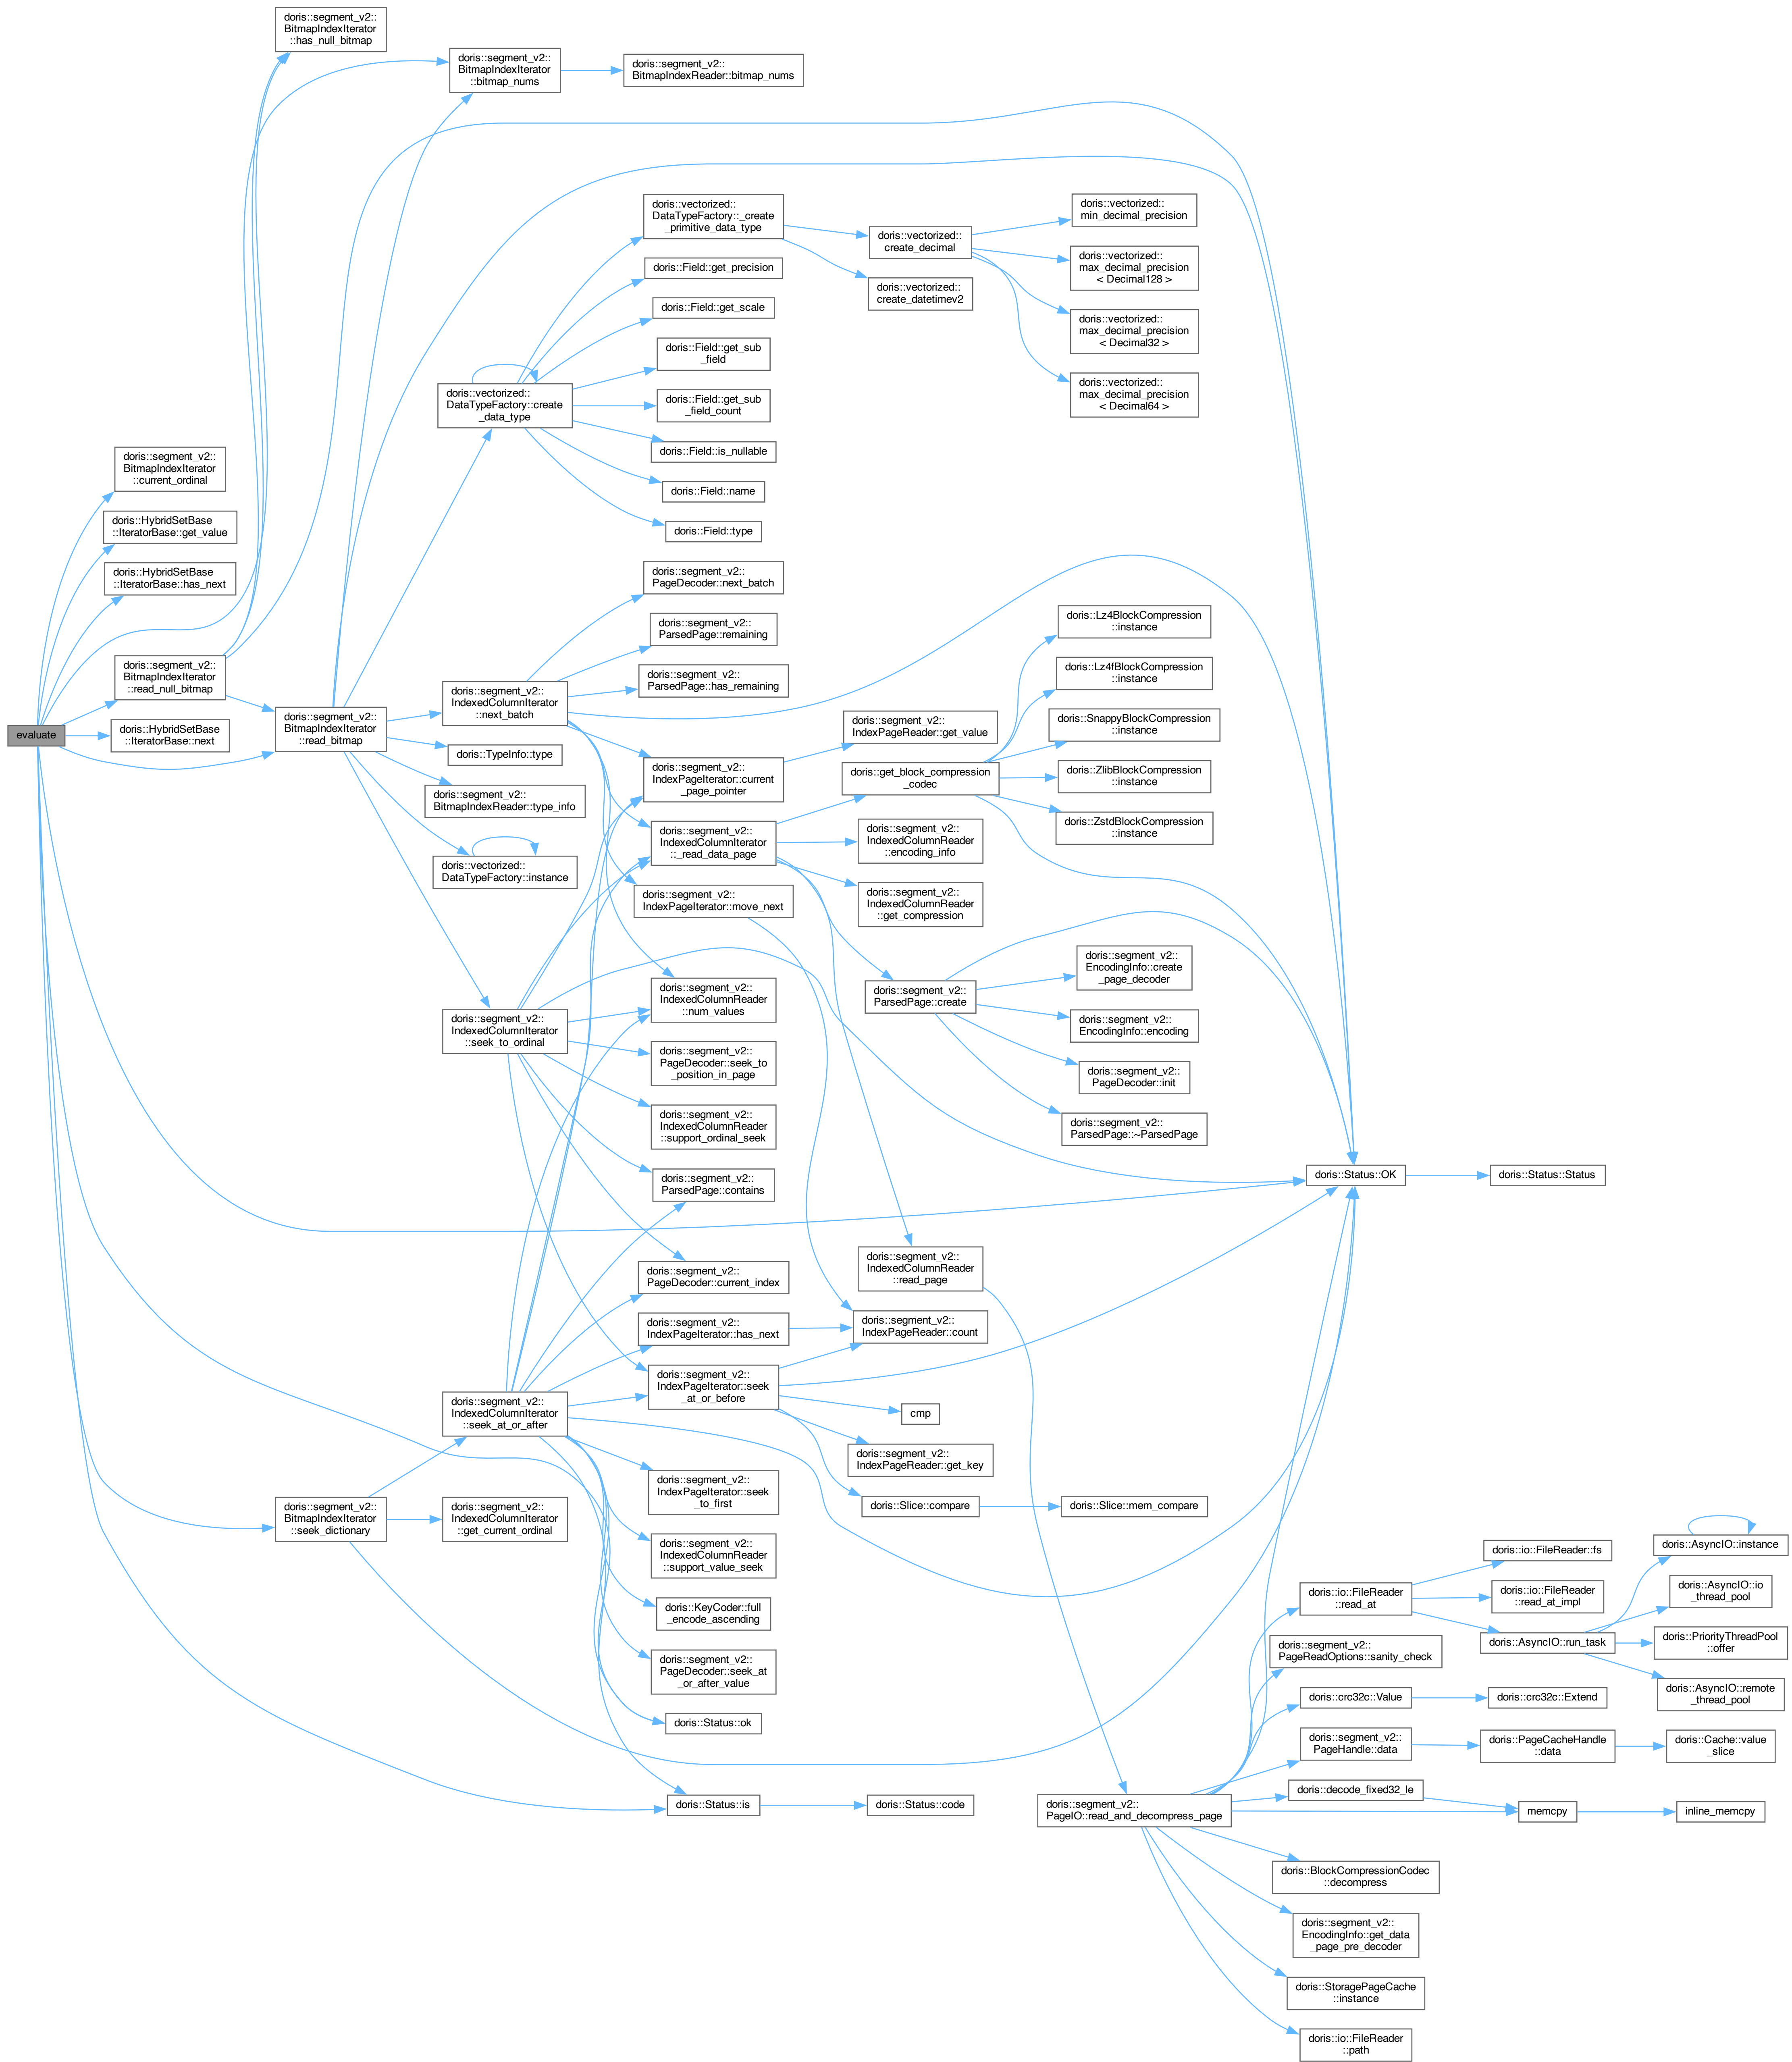 doris::segment_v2::
BitmapIndexIterator
::has_null_bitmap
doris::segment_v2::
BitmapIndexIterator
::bitmap_nums
doris::segment_v2::
BitmapIndexReader::bitmap_nums
doris::vectorized::
DataTypeFactory::_create
_primitive_data_type
doris::vectorized::
create_decimal
doris::vectorized::
min_decimal_precision
doris::vectorized::
max_decimal_precision
< Decimal128 >
doris::vectorized::
max_decimal_precision
< Decimal32 >
doris::vectorized::
max_decimal_precision
< Decimal64 >
doris::vectorized::
create_datetimev2
doris::Field::get_precision
doris::Field::get_scale
doris::Field::get_sub
_field
doris::Field::get_sub
_field_count
doris::Field::is_nullable
doris::Field::name
doris::Field::type
doris::vectorized::
DataTypeFactory::create
_data_type
doris::segment_v2::
BitmapIndexIterator
::current_ordinal
doris::HybridSetBase
::IteratorBase::get_value
doris::HybridSetBase
::IteratorBase::has_next
doris::segment_v2::
BitmapIndexIterator
::read_null_bitmap
evaluate
doris::HybridSetBase
::IteratorBase::next
doris::segment_v2::
BitmapIndexIterator
::read_bitmap
doris::segment_v2::
IndexedColumnIterator
::next_batch
doris::TypeInfo::type
doris::segment_v2::
BitmapIndexReader::type_info
doris::vectorized::
DataTypeFactory::instance
doris::segment_v2::
PageDecoder::next_batch
doris::segment_v2::
ParsedPage::remaining
doris::segment_v2::
ParsedPage::has_remaining
doris::segment_v2::
IndexPageIterator::current
_page_pointer
doris::segment_v2::
IndexPageReader::get_value
doris::segment_v2::
IndexedColumnIterator
::_read_data_page
doris::segment_v2::
IndexPageIterator::move_next
doris::get_block_compression
_codec
doris::Lz4BlockCompression
::instance
doris::Lz4fBlockCompression
::instance
doris::SnappyBlockCompression
::instance
doris::ZlibBlockCompression
::instance
doris::ZstdBlockCompression
::instance
doris::segment_v2::
IndexedColumnReader
::encoding_info
doris::segment_v2::
IndexedColumnReader
::get_compression
doris::segment_v2::
ParsedPage::create
doris::segment_v2::
EncodingInfo::create
_page_decoder
doris::segment_v2::
EncodingInfo::encoding
doris::segment_v2::
PageDecoder::init
doris::segment_v2::
ParsedPage::~ParsedPage
doris::segment_v2::
IndexedColumnIterator
::seek_to_ordinal
doris::segment_v2::
IndexedColumnReader
::num_values
doris::segment_v2::
PageDecoder::seek_to
_position_in_page
doris::segment_v2::
IndexedColumnReader
::support_ordinal_seek
doris::segment_v2::
ParsedPage::contains
doris::Status::OK
doris::Status::Status
doris::segment_v2::
PageDecoder::current_index
doris::segment_v2::
IndexedColumnReader
::read_page
doris::segment_v2::
IndexPageIterator::has_next
doris::segment_v2::
IndexPageReader::count
doris::segment_v2::
IndexPageIterator::seek
_at_or_before
cmp
doris::segment_v2::
IndexPageReader::get_key
doris::Slice::compare
doris::Slice::mem_compare
doris::segment_v2::
IndexedColumnIterator
::seek_at_or_after
doris::segment_v2::
IndexPageIterator::seek
_to_first
doris::segment_v2::
BitmapIndexIterator
::seek_dictionary
doris::segment_v2::
IndexedColumnIterator
::get_current_ordinal
doris::segment_v2::
IndexedColumnReader
::support_value_seek
doris::KeyCoder::full
_encode_ascending
doris::segment_v2::
PageDecoder::seek_at
_or_after_value
doris::Status::ok
doris::Status::is
doris::Status::code
doris::segment_v2::
PageIO::read_and_decompress_page
doris::io::FileReader
::read_at
doris::io::FileReader::fs
doris::io::FileReader
::read_at_impl
doris::AsyncIO::run_task
doris::AsyncIO::instance
doris::AsyncIO::io
_thread_pool
doris::PriorityThreadPool
::offer
doris::AsyncIO::remote
_thread_pool
doris::segment_v2::
PageReadOptions::sanity_check
doris::crc32c::Value
doris::crc32c::Extend
doris::segment_v2::
PageHandle::data
doris::PageCacheHandle
::data
doris::Cache::value
_slice
doris::decode_fixed32_le
memcpy
inline_memcpy
doris::BlockCompressionCodec
::decompress
doris::segment_v2::
EncodingInfo::get_data
_page_pre_decoder
doris::StoragePageCache
::instance
doris::io::FileReader
::path